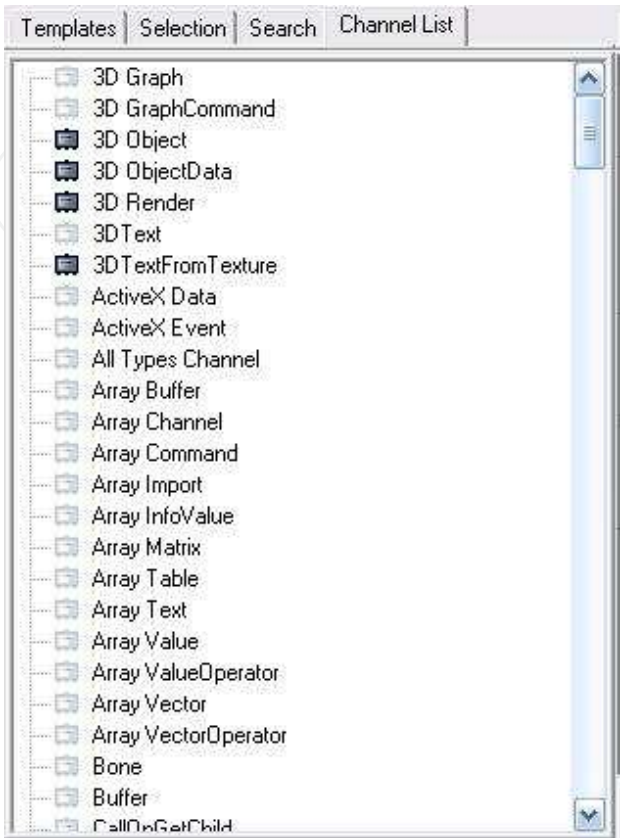 Templates Selection Search Channel List
3D Graph
3D GraphCommand
3D Object
3D ObjectData
3D Render
3DText
3DTextFromTexture
ActiveX Data
ActiveX Event
All Types Channel
Array Buffer
Array Channel
Array Command
Array Import
Array InfoValue
Array Matrix
Array Table
Array Text
Array Value
Array ValueOperator
Array Vector
Array VectorOperator
Bone
Buffer
CallOnGetChild